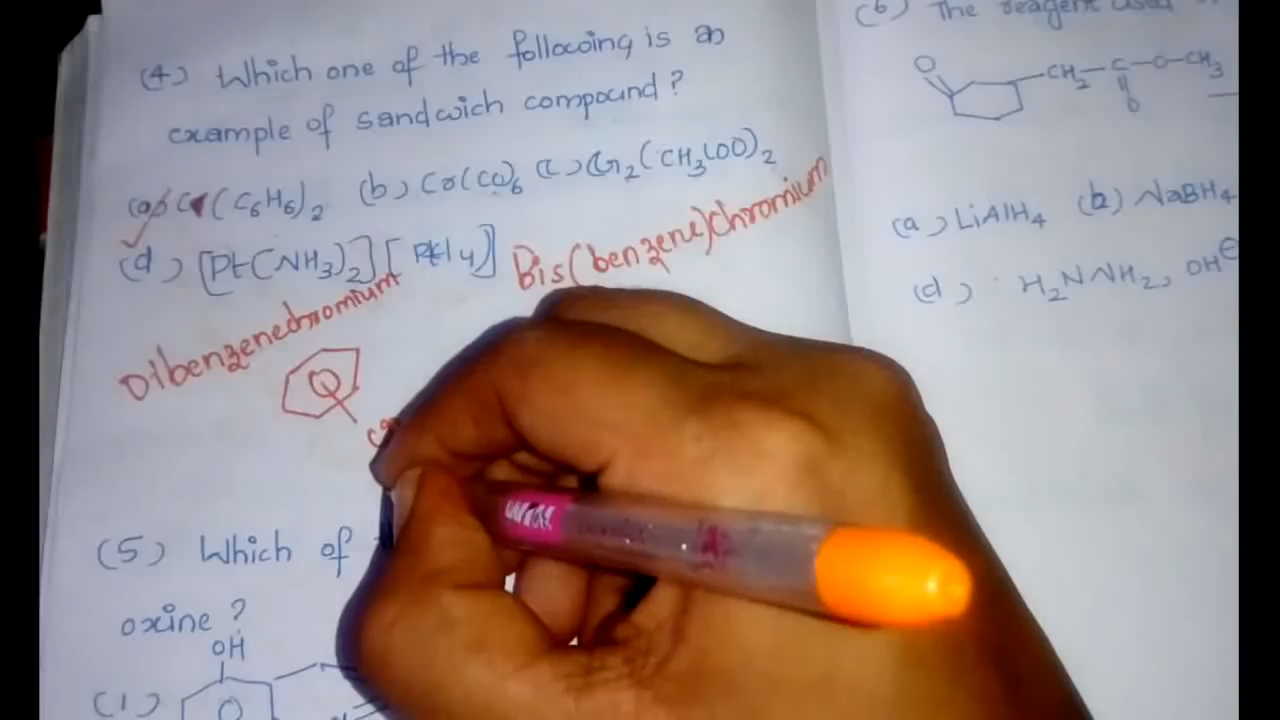 (4) Which one of the following is an
example of sandwich compound?
(a) Cr(C6H6)2 (b) Cr(CO)6 (c) Cr2(CH3COO)2
(d) [Pt(NH3)2][PtCl4]
Bis(benzene)chromium
Dibenzenechromium
Cr
(5) Which of
oxine?
OH
(1)
(6) The reagent used
O CH2-C-O-CH3
O
(a) LiAlH4 (b) NaBH4
(d) H2NNH2, OH⊖